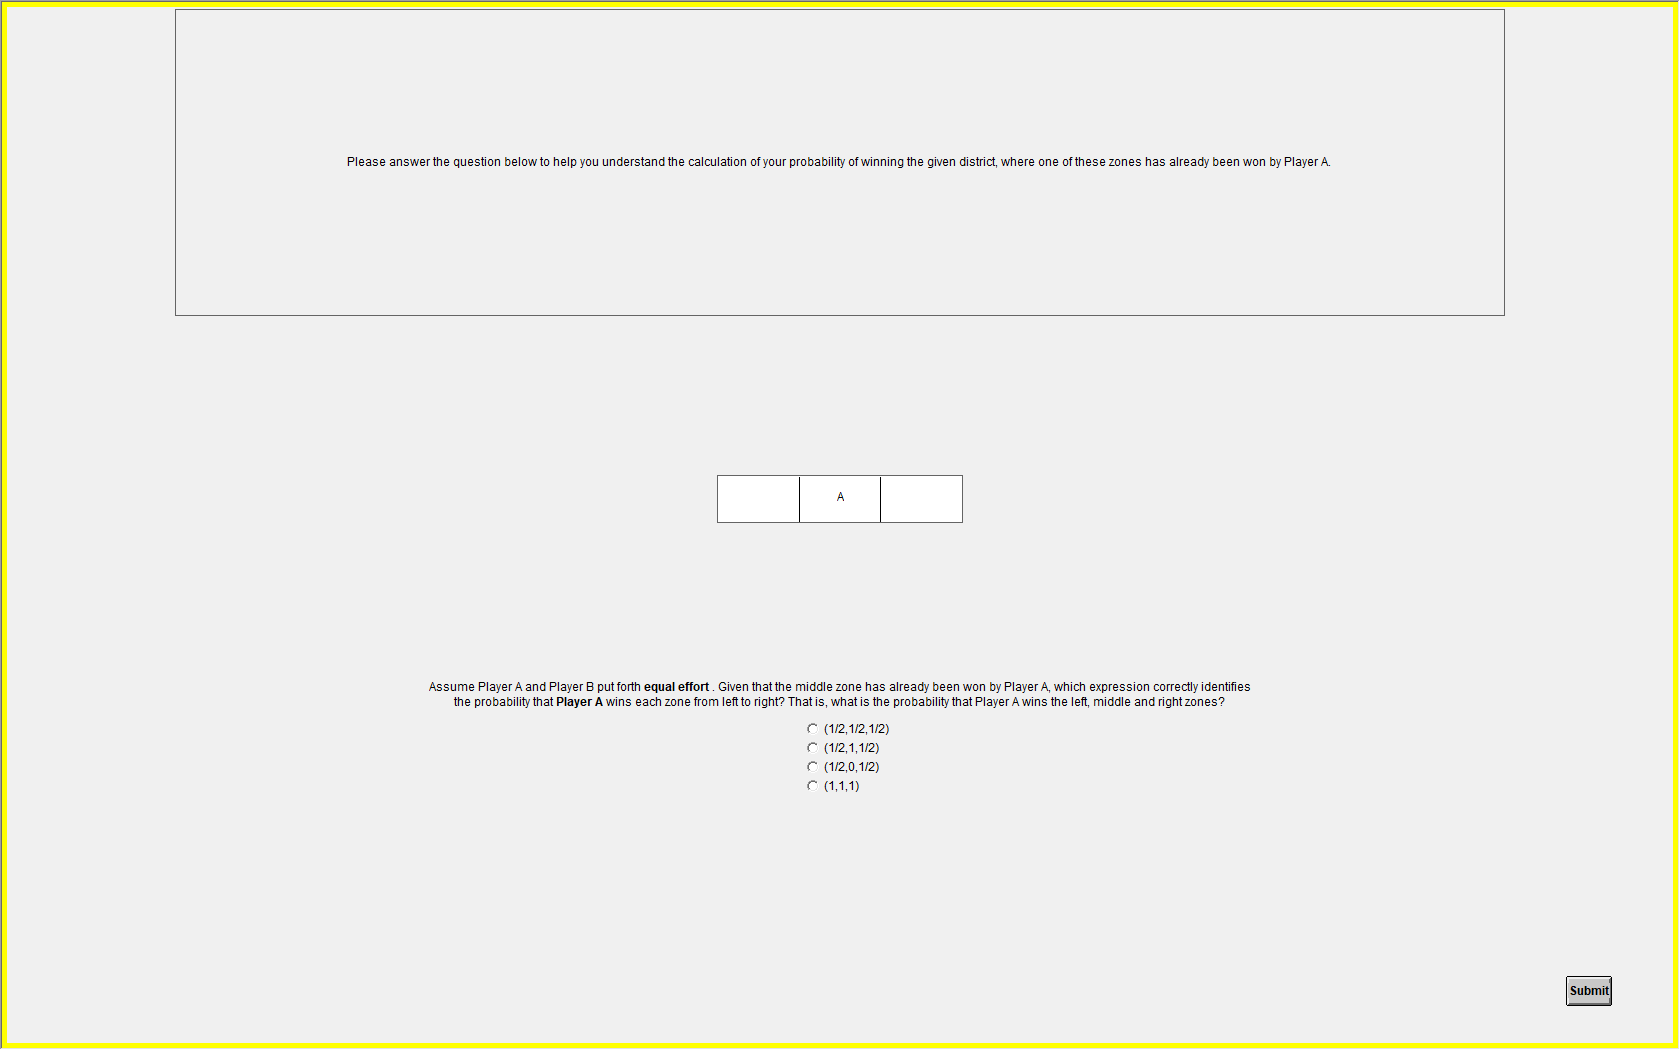 Please answer the question below to help you understand the calculation of your probability of winning the given district, where one of these zones has already been won by Player A.
A
Assume Player A and Player B put forth equal effort . Given that the middle zone has already been won by Player A, which expression correctly identifies
the probability that Player A wins each zone from left to right? That is, what is the probability that Player A wins the left, middle and right zones?
(1/2,1/2,1/2)
(1/2,1,1/2)
(1/2,0,1/2)
(1,1,1)
Submit